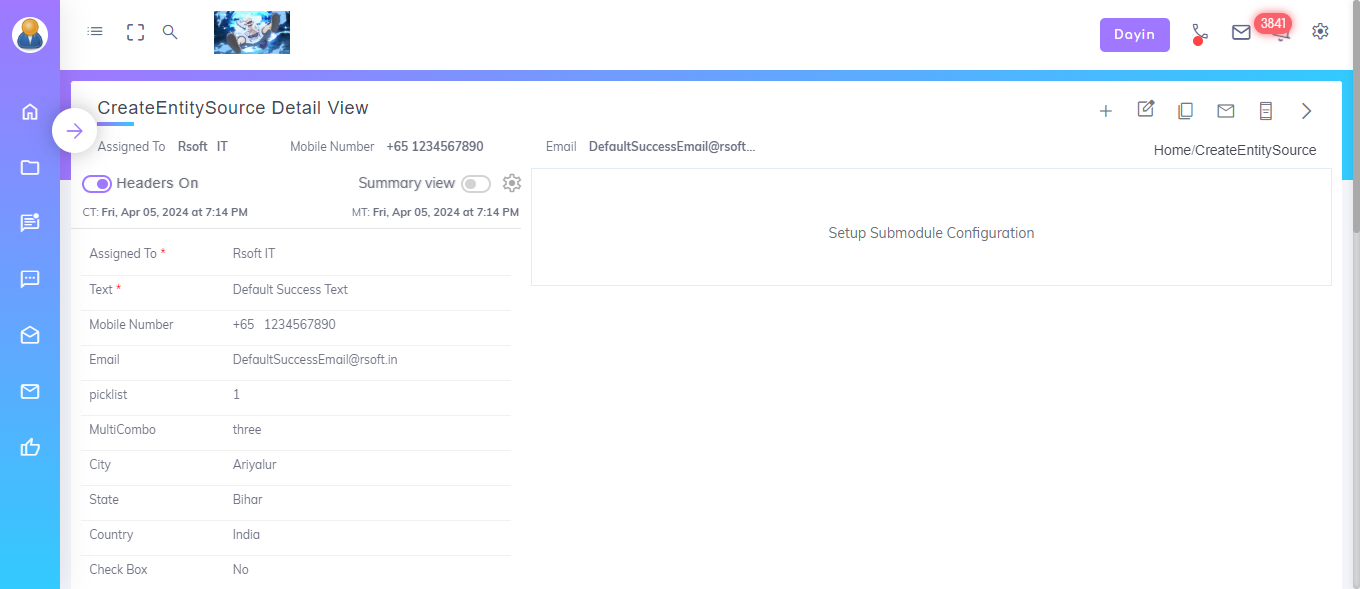 Dayin
3841
CreateEntitySource Detail View
Assigned To Rsoft IT Mobile Number +65 1234567890 Email DefaultSuccessEmail@rsoft...
Home/CreateEntitySource
Headers On Summary view
CT: Fri, Apr 05, 2024 at 7:14 PM MT: Fri, Apr 05, 2024 at 7:14 PM
Setup Submodule Configuration
Assigned To * Rsoft IT
Text * Default Success Text
Mobile Number +65 1234567890
Email DefaultSuccessEmail@rsoft.in
picklist 1
MultiCombo three
City Ariyalur
State Bihar
Country India
Check Box No